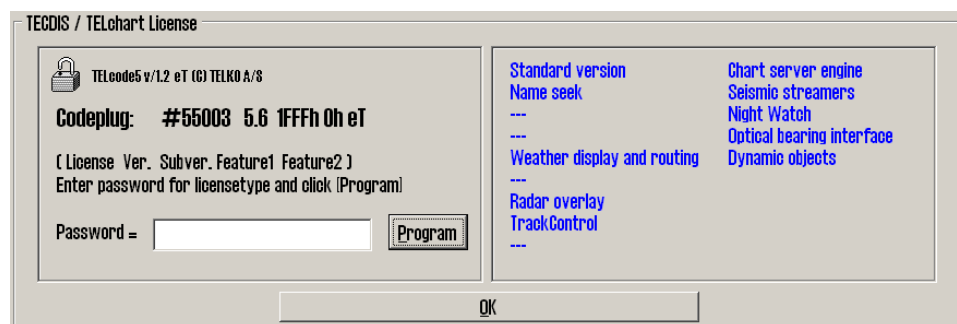 TECDIS / TELchart License
TELcode5 v/1.2 eT (C) TELKO A/S
Codeplug: #55003 5.6 1FFFh 0h eT
( License Ver. Subver. Feature1 Feature2 )
Enter password for licensetype and click [Program]
Password =
Program
Standard version
Name seek
---
---
Weather display and routing
---
Radar overlay
TrackControl
---
Chart server engine
Seismic streamers
Night Watch
Optical bearing interface
Dynamic objects
OK